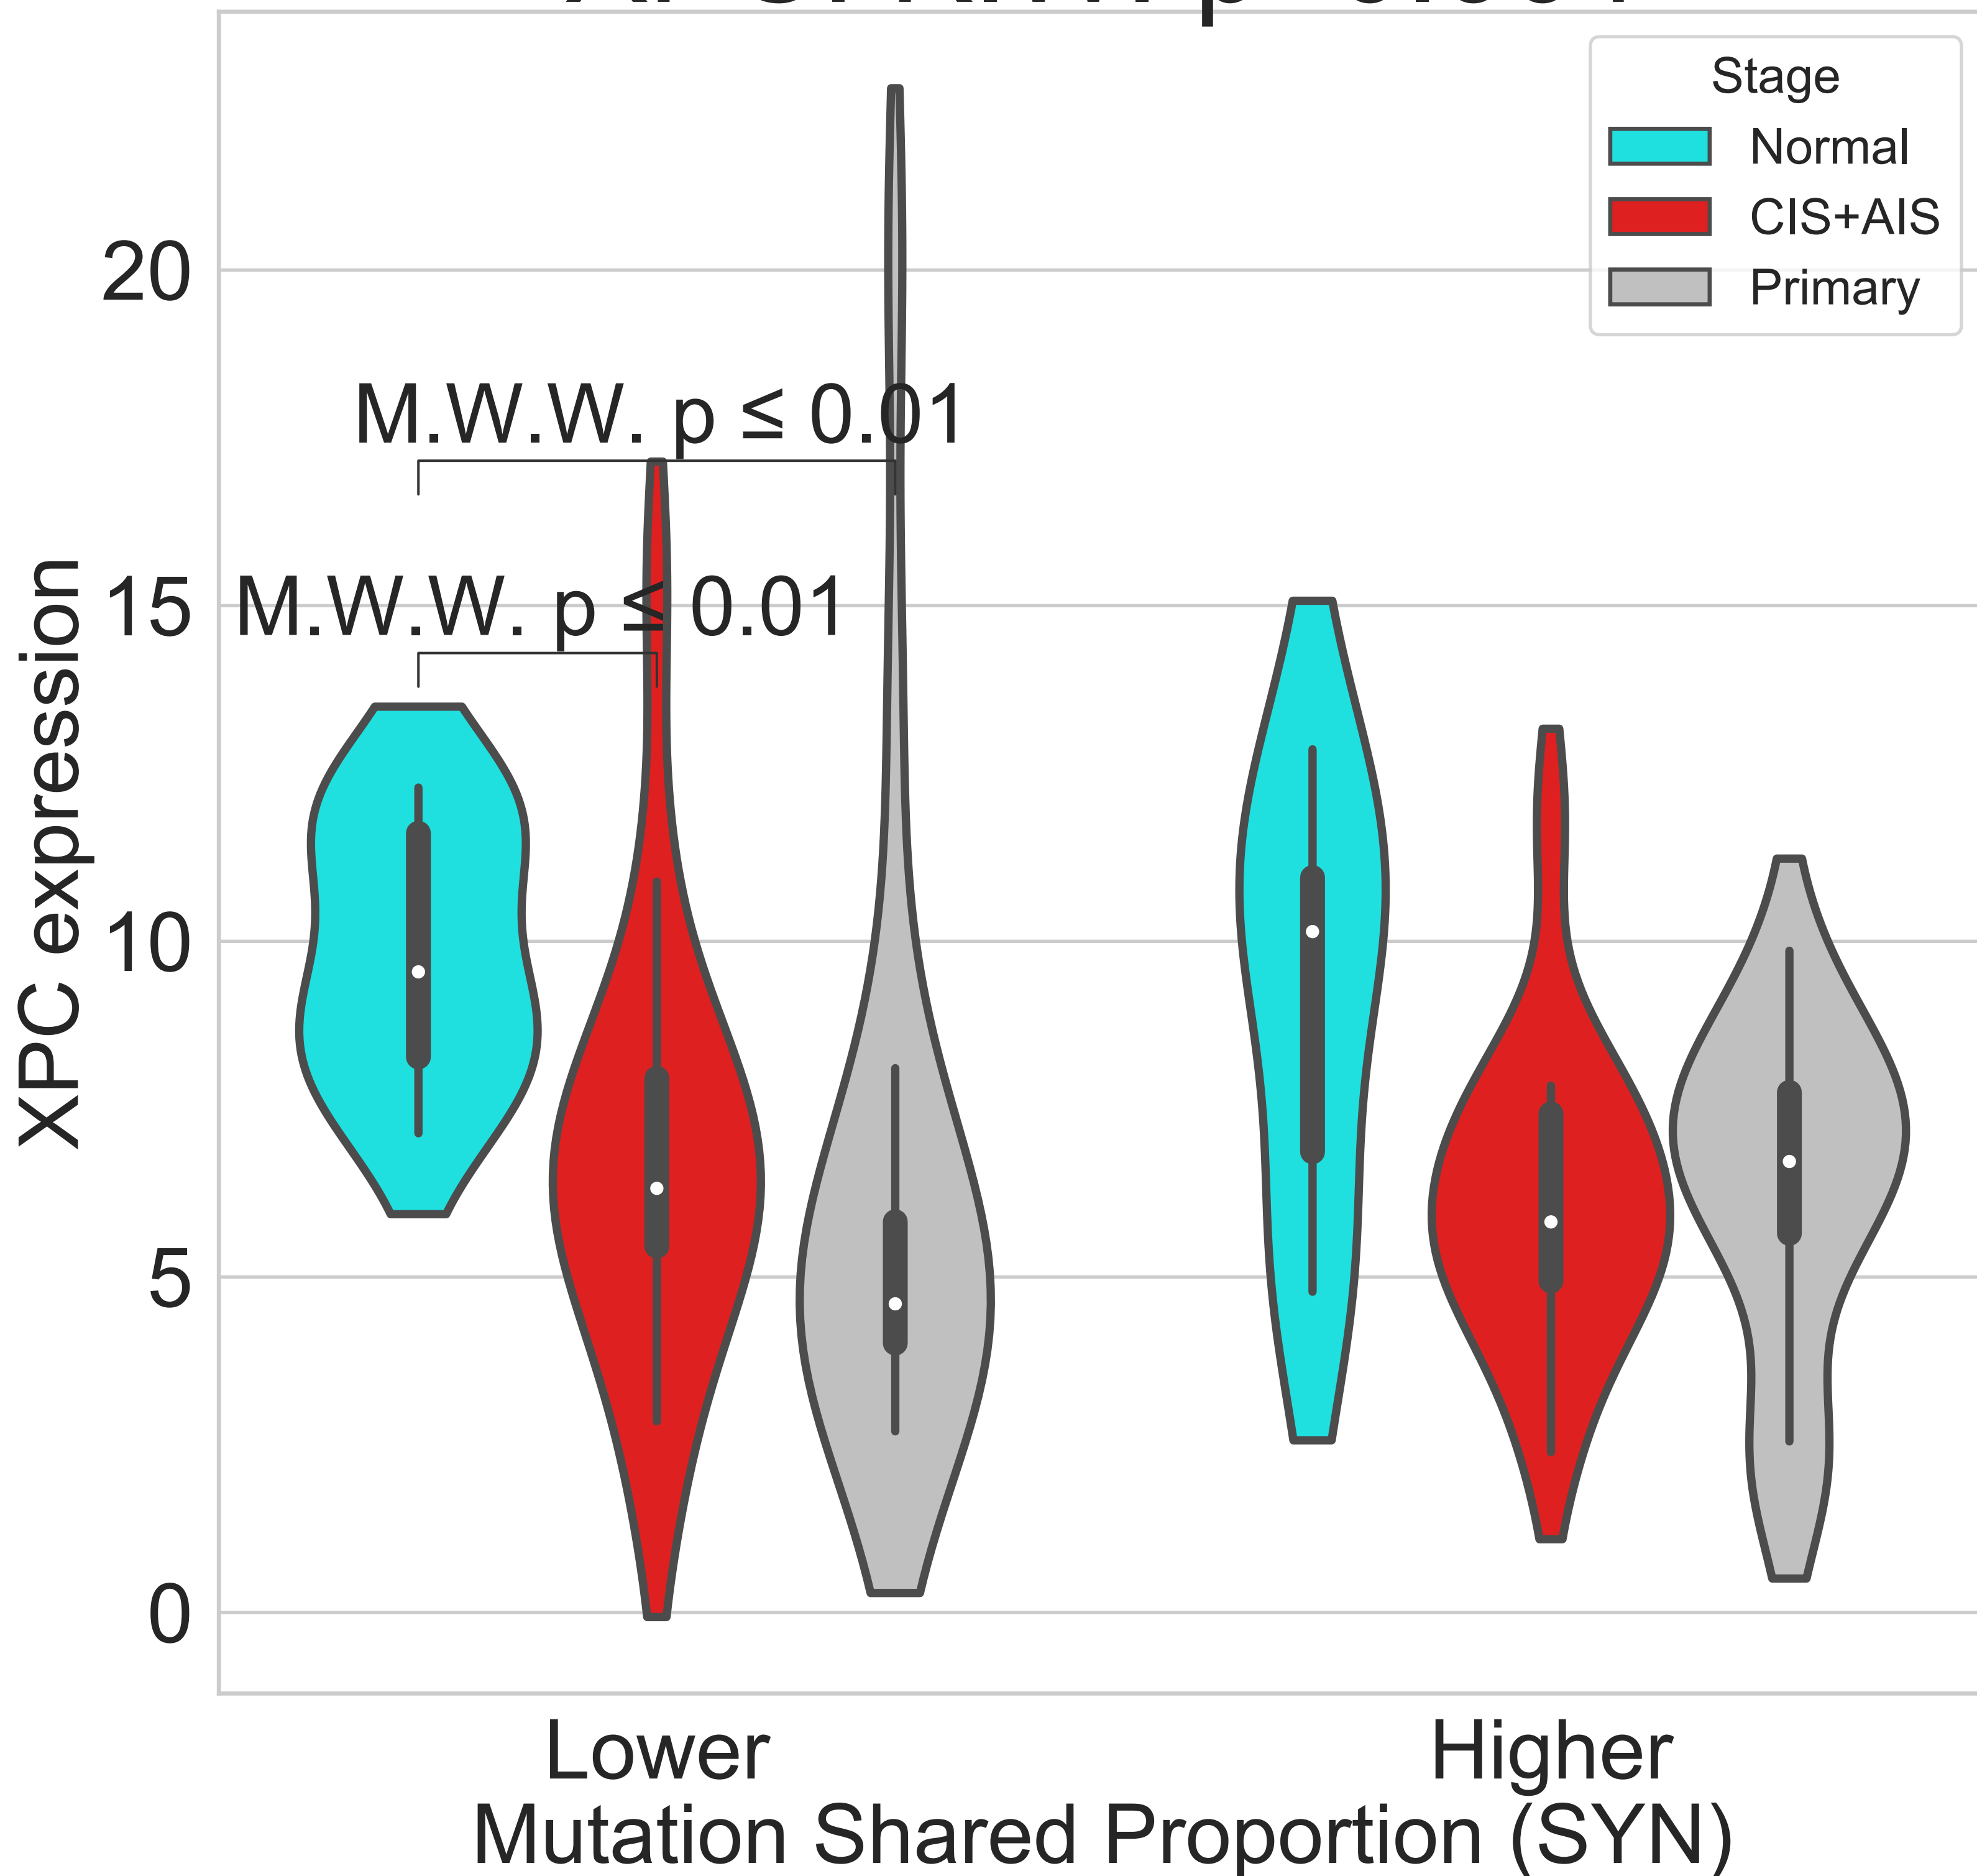 Stage
Normal
CIS+AIS
Primary
20
15
10
5
0
XPC expression
M.W.W. p ≤ 0.01
M.W.W. p ≤ 0.01
Lower
Higher
Mutation Shared Proportion (SYN)